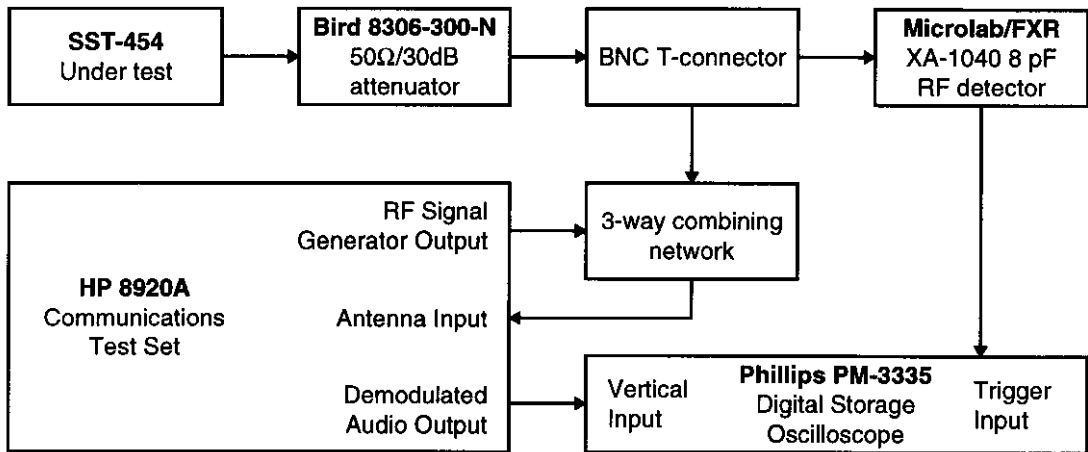 SST-454
Under test
Bird 8306-300-N
50Ω/30dB
attenuator
BNC T-connector
Microlab/FXR
XA-1040 8 pF
RF detector
RF Signal
Generator Output
3-way combining
network
HP 8920A
Communications
Test Set
Antenna Input
Demodulated
Audio Output
Vertical
Input
Phillips PM-3335
Digital Storage
Oscilloscope
Trigger
Input